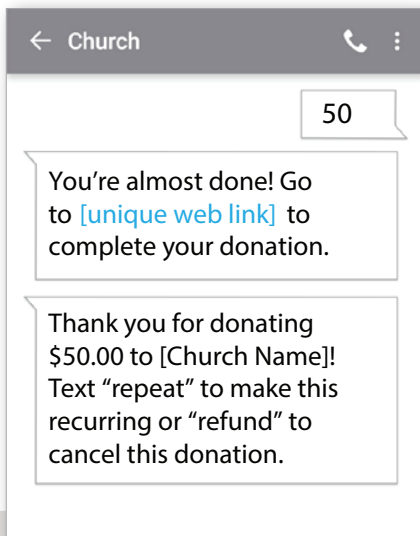 Church
50
You’re almost done! Go
to [unique web link] to
complete your donation.
Thank you for donating
$50.00 to [Church Name]!
Text “repeat” to make this
recurring or “refund” to
cancel this donation.